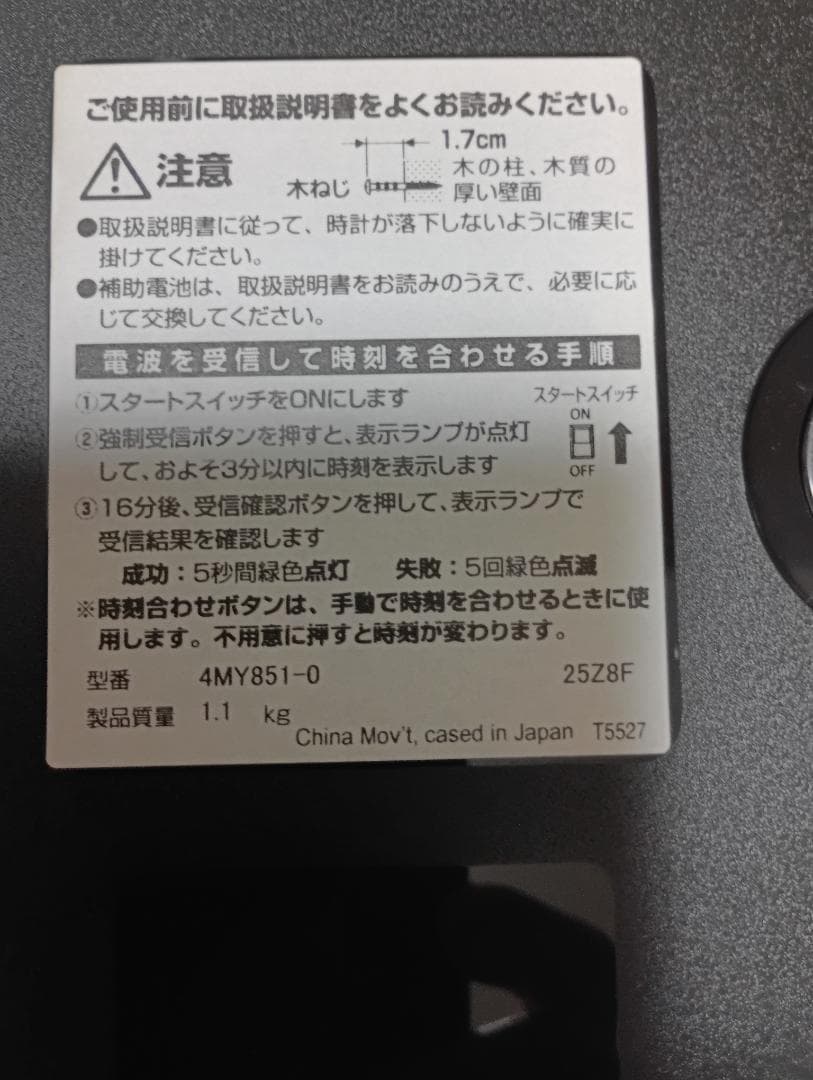 ご使用前に取扱説明書をよくお読みください。
注意
1.7cm
木ねじ
木の柱、木質の
厚い壁面
●取扱説明書に従って、時計が落下しないように確実に
掛けてください。
●補助電池は、取扱説明書をお読みのうえで、必要に応
じて交換してください。
電波を受信して時刻を合わせる手順
①スタートスイッチをONにします
スタートスイッチ
ON
OFF
②強制受信ボタンを押すと、表示ランプが点灯
して、およそ3分以内に時刻を表示します
③16分後、受信確認ボタンを押して、表示ランプで
受信結果を確認します
成功：5秒間緑色点灯 失敗：5回緑色点滅
※時刻合わせボタンは、手動で時刻を合わせるときに使
用します。不用意に押すと時刻が変わります。
型番 4MY851-0 25Z8F
製品質量 1.1 kg
China Mov't, cased in Japan T5527